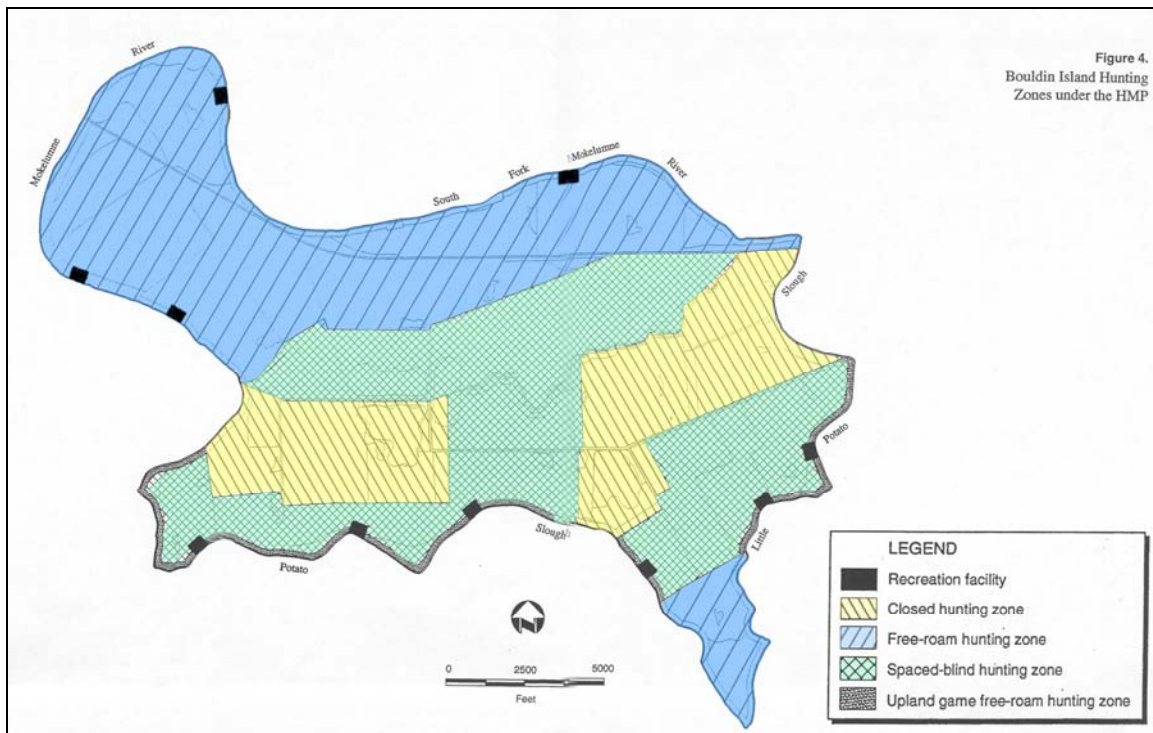 Figure 4.
Bouldin Island Hunting
Zones under the HMP
River
Mokelumne
South
Fork
Mokelumne
River
Slough
Potato
Little
Slough
Potato
N
0 2500 5000
Feet
LEGEND
Recreation facility
Closed hunting zone
Free-roam hunting zone
Spaced-blind hunting zone
Upland game free-roam hunting zone